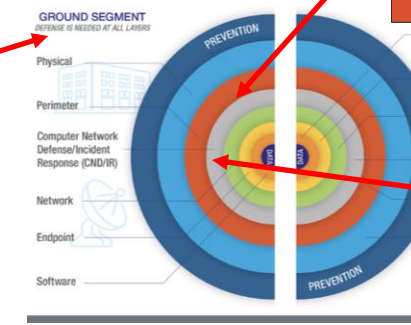 GROUND SEGMENT
DEFENSE IS NEEDED AT ALL LAYERS
PREVENTION
Physical
Perimeter
Computer Network
Defense/Incident
Response (CND/IR)
DATA
DATA
Network
Endpoint
Software
PREVENTION